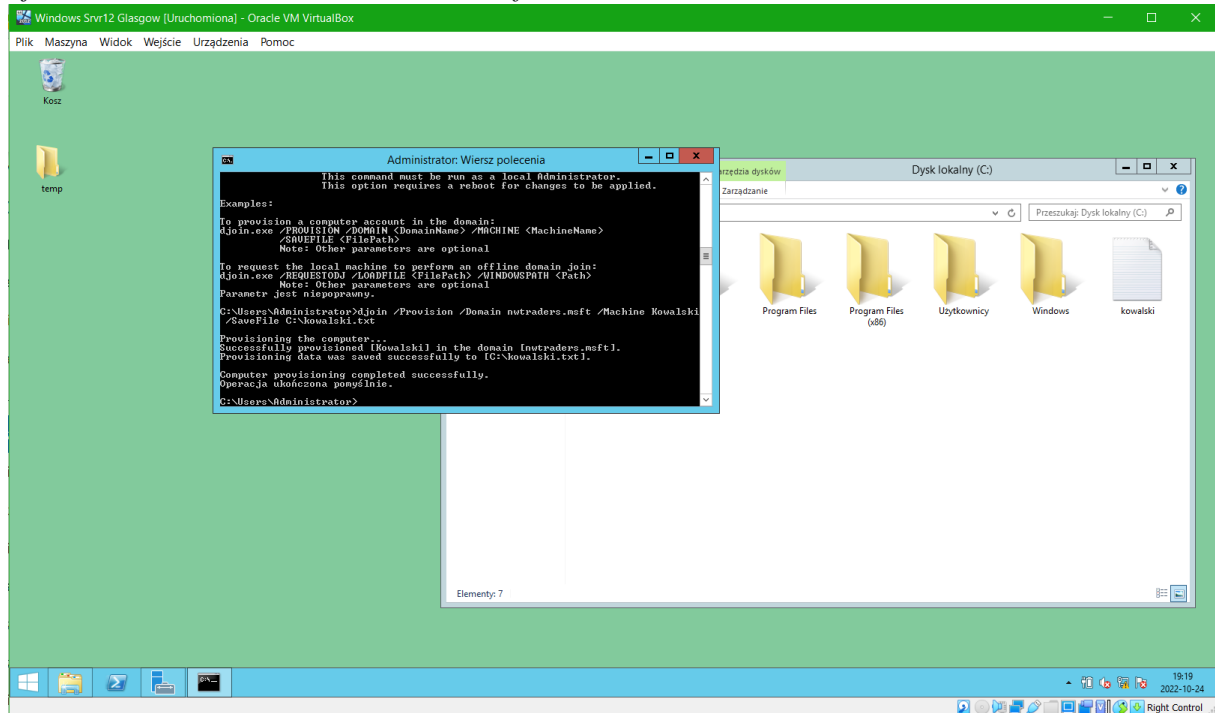 Windows Srvr12 Glasgow [Uruchomiona] - Oracle VM VirtualBox
Plik Maszyna Widok Wejście Urządzenia Pomoc
Kosz
temp
Administrator: Wiersz polecenia
This command must be run as a local Administrator.
This option requires a reboot for changes to be applied.
Examples:
To provision a computer account in the domain:
djoin.exe /PROVISION /DOMAIN <DomainName> /MACHINE <MachineName>
/SAVEFILE <FilePath>
Note: Other parameters are optional
To request the local machine to perform an offline domain join:
djoin.exe /REQUESTODJ /LOADFILE <FilePath> /WINDOWSPATH <Path>
Note: Other parameters are optional
Parametr jest niepoprawny.
C:\Users\Administrator>djoin /Provision /Domain nwtraders.msft /Machine Kowalski
/SaveFile C:\kowalski.txt
Provisioning the computer...
Successfully provisioned [Kowalski] in the domain [nwtraders.msft].
Provisioning data was saved successfully to [C:\kowalski.txt].
Computer provisioning completed successfully.
Operacja ukończona pomyślnie.
C:\Users\Administrator>
arzędzia dysków
Dysk lokalny (C:)
Zarządzanie
Przeszukaj: Dysk lokalny (C:)
Program Files
Program Files
(x86)
Użytkownicy
Windows
kowalski
Elementy: 7
19:19
2022-10-24
Right Control